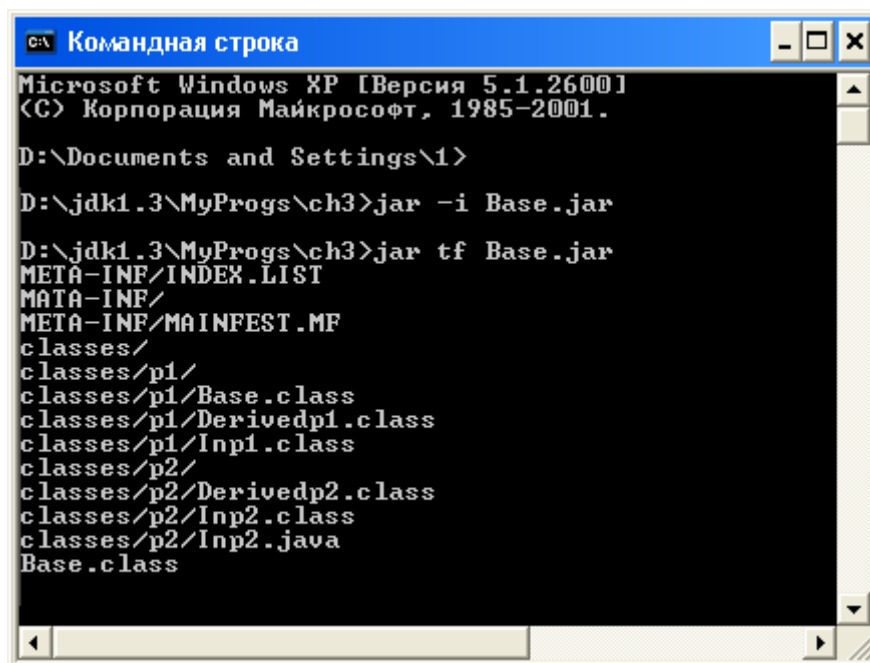 Командная строка
Microsoft Windows XP [Версия 5.1.2600]
(С) Корпорация Майкрософт, 1985-2001.
D:\Documents and Settings\1>
D:\jdk1.3\MyProgs\ch3>jar -i Base.jar
D:\jdk1.3\MyProgs\ch3>jar tf Base.jar
META-INF/INDEX.LIST
MATA-INF/
META-INF/MAINFEST.MF
classes/
classes/p1/
classes/p1/Base.class
classes/p1/Derivedp1.class
classes/p1/Inp1.class
classes/p2/
classes/p2/Derivedp2.class
classes/p2/Inp2.class
classes/p2/Inp2.java
Base.class